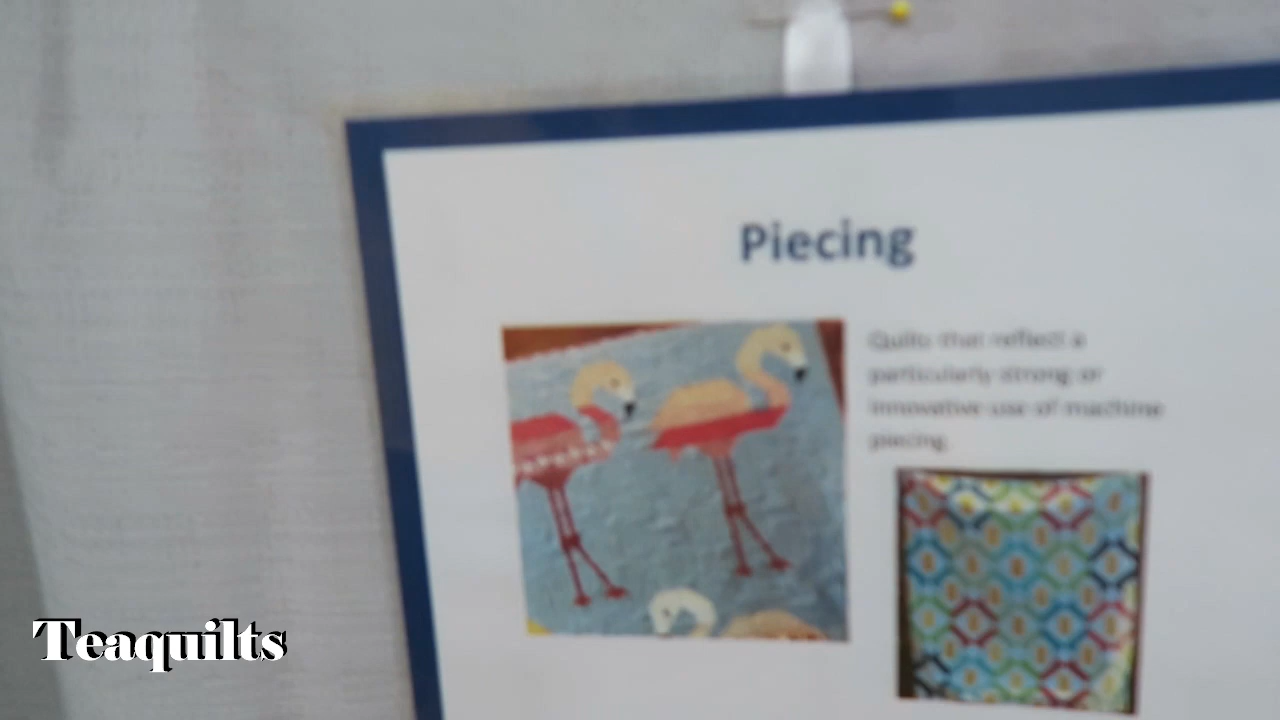 Piecing
Quilts that reflect a
particularly strong or
innovative use of machine
piecing.
Teaquilts